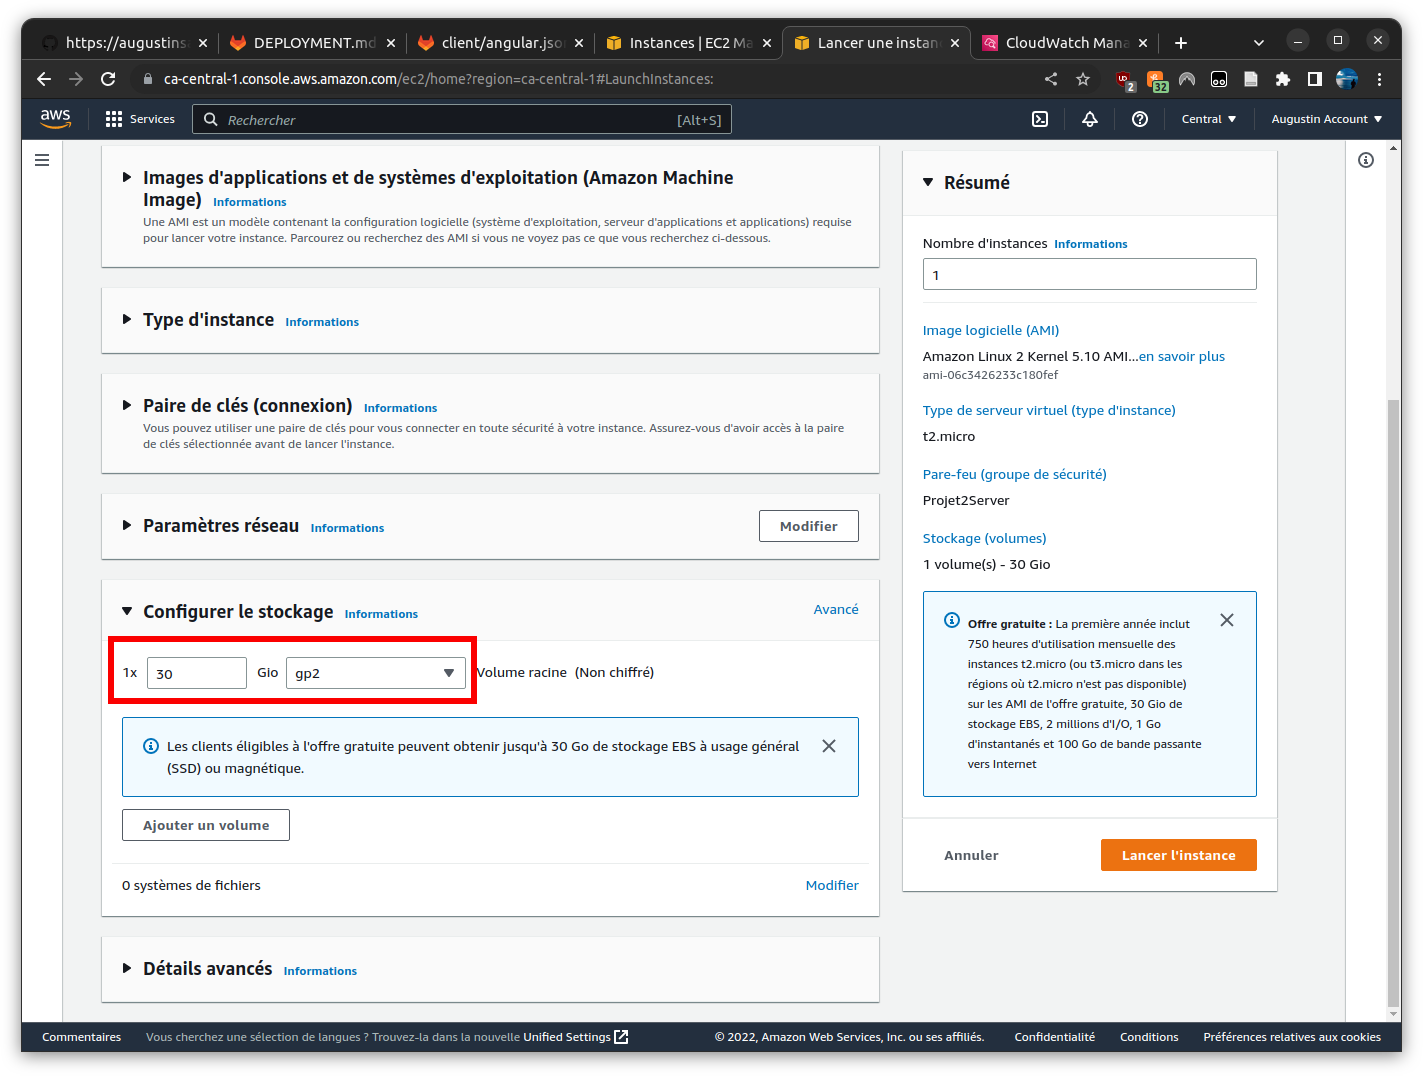 https://augustins
DEPLOYMENT.md
client/angular.jso
Instances | EC2 Ma
Lancer une instan
CloudWatch Mana
ca-central-1.console.aws.amazon.com/ec2/home?region=ca-central-1#LaunchInstances:
2
32
aws
Services
Rechercher
[Alt+S]
Central
Augustin Account
Images d'applications et de systèmes d'exploitation (Amazon Machine
Image) Informations
Une AMI est un modèle contenant la configuration logicielle (système d'exploitation, serveur d'applications et applications) requise
pour lancer votre instance. Parcourez ou recherchez des AMI si vous ne voyez pas ce que vous recherchez ci-dessous.
Type d'instance Informations
Paire de clés (connexion) Informations
Vous pouvez utiliser une paire de clés pour vous connecter en toute sécurité à votre instance. Assurez-vous d'avoir accès à la paire
de clés sélectionnée avant de lancer l'instance.
Paramètres réseau Informations
Modifier
Configurer le stockage Informations
Avancé
1x 30 Gio gp2 Volume racine (Non chiffré)
Les clients éligibles à l'offre gratuite peuvent obtenir jusqu'à 30 Go de stockage EBS à usage général
(SSD) ou magnétique.
Ajouter un volume
0 systèmes de fichiers
Modifier
Détails avancés Informations
Résumé
Nombre d'instances Informations
1
Image logicielle (AMI)
Amazon Linux 2 Kernel 5.10 AMI...en savoir plus
ami-06c3426233c180fef
Type de serveur virtuel (type d'instance)
t2.micro
Pare-feu (groupe de sécurité)
Projet2Server
Stockage (volumes)
1 volume(s) - 30 Gio
Offre gratuite : La première année inclut
750 heures d'utilisation mensuelle des
instances t2.micro (ou t3.micro dans les
régions où t2.micro n'est pas disponible)
sur les AMI de l'offre gratuite, 30 Gio de
stockage EBS, 2 millions d'I/O, 1 Go
d'instantanés et 100 Go de bande passante
vers Internet
Annuler
Lancer l'instance
Commentaires
Vous cherchez une sélection de langues ? Trouvez-la dans la nouvelle Unified Settings
© 2022, Amazon Web Services, Inc. ou ses affiliés.
Confidentialité
Conditions
Préférences relatives aux cookies